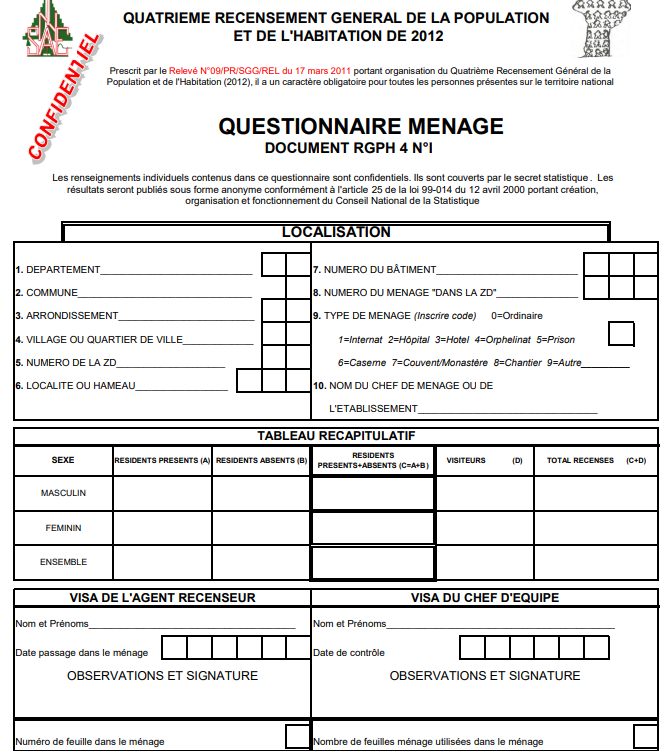 QUATRIEME RECENSEMENT GENERAL DE LA POPULATION
ET DE L'HABITATION DE 2012
CONFIDENTIEL
Prescrit par le Relevé N°09/PR/SGG/REL du 17 mars 2011 portant organisation du Quatrième Recensement Général de la
Population et de l'Habitation (2012), il a un caractère obligatoire pour toutes les personnes présentes sur le territoire national
QUESTIONNAIRE MENAGE
DOCUMENT RGPH 4 N°I
Les renseignements individuels contenus dans ce questionnaire sont confidentiels. Ils sont couverts par le secret statistique . Les
résultats seront publiés sous forme anonyme conformément à l'article 25 de la loi 99-014 du 12 avril 2000 portant création,
organisation et fonctionnement du Conseil National de la Statistique
LOCALISATION
1. DEPARTEMENT
2. COMMUNE
3. ARRONDISSEMENT
4. VILLAGE OU QUARTIER DE VILLE
5. NUMERO DE LA ZD
6. LOCALITE OU HAMEAU
7. NUMERO DU BÂTIMENT
8. NUMERO DU MENAGE "DANS LA ZD"
9. TYPE DE MENAGE (Inscrire code) 0=Ordinaire
1=Internat 2=Hôpital 3=Hotel 4=Orphelinat 5=Prison
6=Caserne 7=Couvent/Monastère 8=Chantier 9=Autre
10. NOM DU CHEF DE MENAGE OU DE
L'ETABLISSEMENT
TABLEAU RECAPITULATIF
SEXE
RESIDENTS PRESENTS (A)
RESIDENTS ABSENTS (B)
RESIDENTS
PRESENTS+ABSENTS (C=A+B)
VISITEURS (D)
TOTAL RECENSES (C+D)
MASCULIN
FEMININ
ENSEMBLE
VISA DE L'AGENT RECENSEUR
Nom et Prénoms
Date passage dans le ménage
OBSERVATIONS ET SIGNATURE
Numéro de feuille dans le ménage
VISA DU CHEF D'EQUIPE
Nom et Prénoms
Date de contrôle
OBSERVATIONS ET SIGNATURE
Nombre de feuilles ménage utilisées dans le ménage